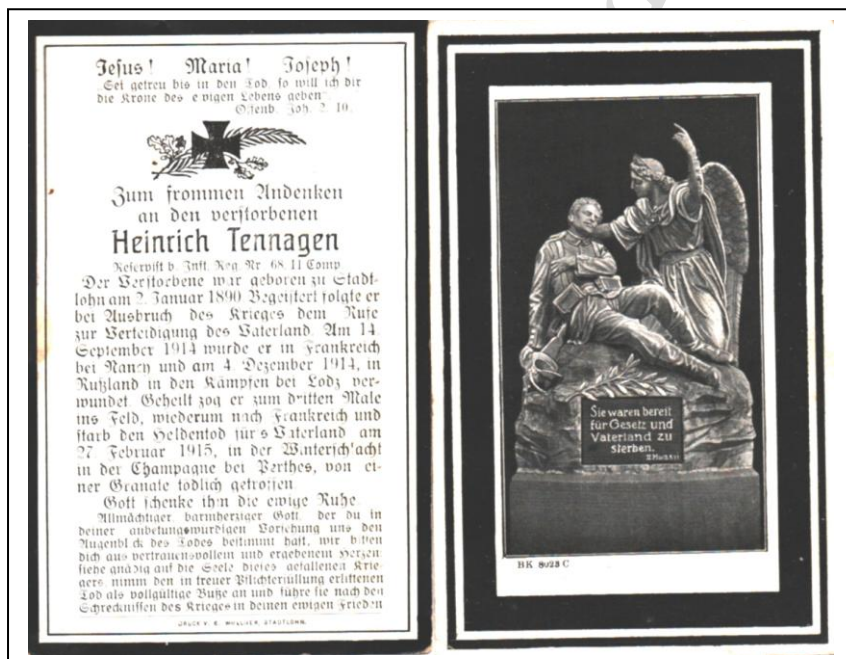 Jesus! Maria! Joseph!
„Sei getreu bis in den Tod, so will ich dir
die Krone des ewigen Lebens geben“
Offenb. Joh. 2. 10.
Zum frommen Andenken
an den verstorbenen
Heinrich Tennagen
Reservist b. Inft. Reg. Nr. 68. 11 Comp.
Der Verstorbene war geboren zu Stadt-
lohn am 2. Januar 1890. Begeistert folgte er
bei Ausbruch des Krieges dem Rufe
zur Verteidigung des Vaterland. Am 14.
September 1914 wurde er in Frankreich
bei Nancy und am 4. Dezember 1914, in
Rußland in den Kämpfen bei Lodz ver-
wundet. Geheilt zog er zum dritten Male
ins Feld, wiederum nach Frankreich und
starb den Heldentod für's Vaterland am
27 Februar 1915, in der Winterschlacht
in der Champagne bei Perthes, von ei-
ner Granate tödlich getroffen.
Gott schenke ihm die ewige Ruhe
Allmächtiger, barmherziger Gott, der du in
deiner anbetungswürdigen Vorsehung uns den
Augenblick des Todes bestimmt hast, wir bitten
dich aus vertrauensvollem und ergebenem Herzen
siehe gnädig auf die Seele dieses gefallenen Krie-
gers, nimm den in treuer Pflichterfüllung erlittenen
Tod als vollgültige Buße an und führe sie nach den
Schrecknissen des Krieges in deinen ewigen Frieden
DRUCK V. STADTLOHN.
Sie waren bereit
für Gesetz und
Vaterland zu
sterben.
BK 8023 C